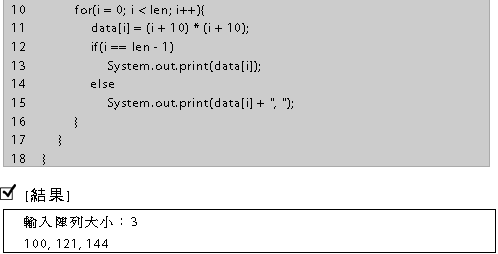 10 for(i = 0; i < len; i++){
11 data[i] = (i + 10) * (i + 10);
12 if(i == len - 1)
13 System.out.print(data[i]);
14 else
15 System.out.print(data[i] + ", ");
16 }
17 }
18 }
[結果]
輸入陣列大小：3
100, 121, 144